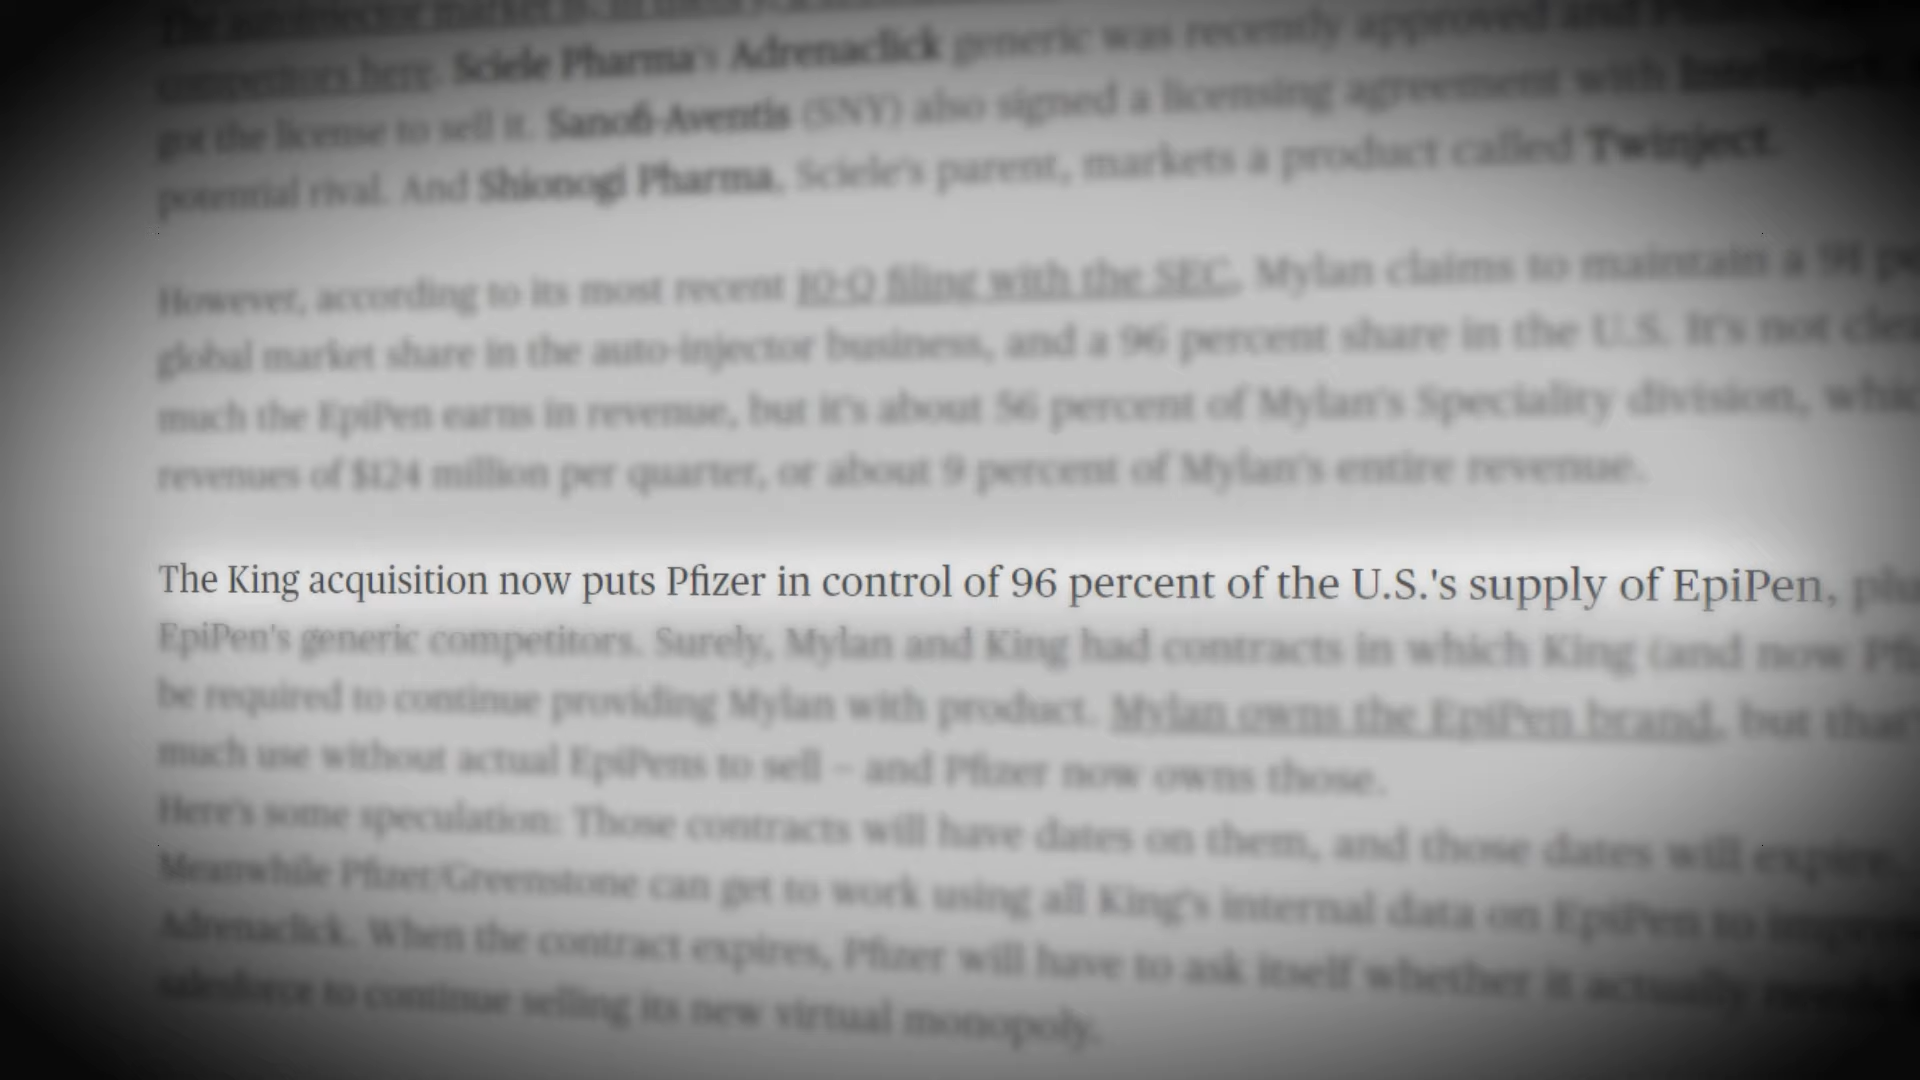 competitors here. Sciele Pharma's Adrenaclick generic was recently approved and
got the license to sell it. Sanofi-Aventis (SNY) also signed a licensing agreement with Intelliject,
potential rival. And Shionogi Pharma, Sciele's parent, markets a product called Twinject.
However, according to its most recent 10-Q filing with the SEC, Mylan claims to maintain a
global market share in the auto-injector business, and a 96 percent share in the U.S. It's not
much the EpiPen earns in revenue, but it's about 56 percent of Mylan's Speciality division,
revenues of $124 million per quarter, or about 9 percent of Mylan's entire revenue.
The King acquisition now puts Pfizer in control of 96 percent of the U.S.'s supply of EpiPen,
EpiPen's generic competitors. Surely, Mylan and King had contracts in which King (and now
be required to continue providing Mylan with product. Mylan owns the EpiPen brand, but
much use without actual EpiPens to sell – and Pfizer now owns those.
Here's some speculation: Those contracts will have dates on them, and those dates will expire.
Meanwhile Pfizer/Greenstone can get to work using all King's internal data on EpiPen to
Adrenaclick. When the contract expires, Pfizer will have to ask itself whether it actually
salesforce to continue selling its new virtual monopoly.